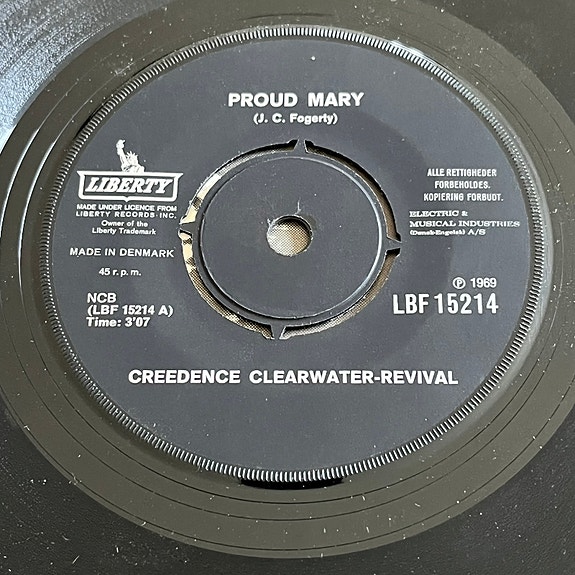 PROUD MARY
(J. C. Fogerty)
LIBERTY
MADE UNDER LICENCE FROM
LIBERTY RECORDS · INC.
Owner of the
Liberty Trademark
MADE IN DENMARK
45 r. p. m.
NCB
(LBF 15214 A)
Time: 3'07
ALLE RETTIGHEDER
FORBEHOLDES.
KOPIERING FORBUDT.
ELECTRIC &
MUSICAL INDUSTRIES
(Dansk-Engelsk) A/S
Ⓟ 1969
LBF 15214
CREEDENCE CLEARWATER-REVIVAL